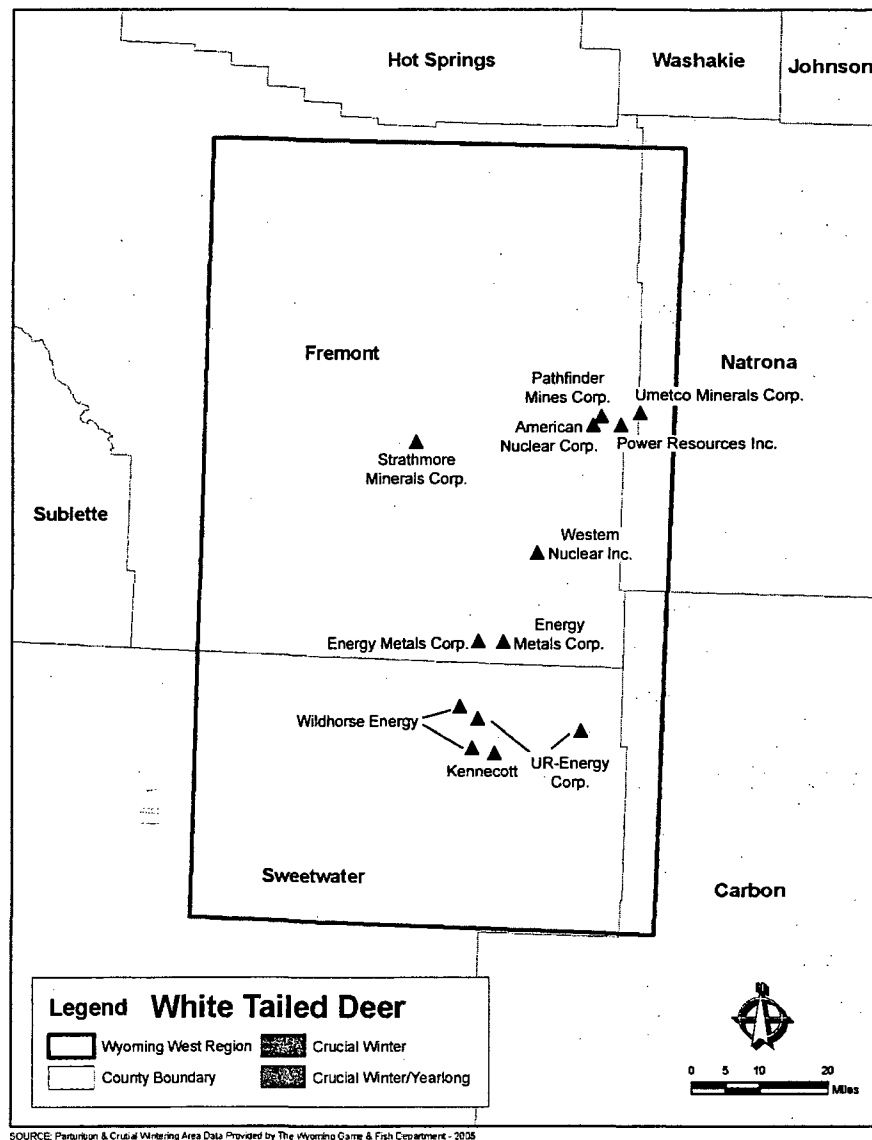 Hot Springs
Washakie
Johnson
Fremont
Natrona
Pathfinder
Mines Corp.
Umetco Minerals Corp.
American
Nuclear Corp.
Power Resources Inc.
Strathmore
Minerals Corp.
Sublette
Western
Nuclear Inc.
Energy Metals Corp.
Energy
Metals Corp.
Wildhorse Energy
Kennecott
UR-Energy
Corp.
Sweetwater
Carbon
Legend White Tailed Deer
Wyoming West Region
Crucial Winter
County Boundary
Crucial Winter/Yearlong
N
0 5 10 20
Miles
SOURCE: Parturition & Crutial Wintering Area Data Provided by The Wyoming Game & Fish Department - 2005